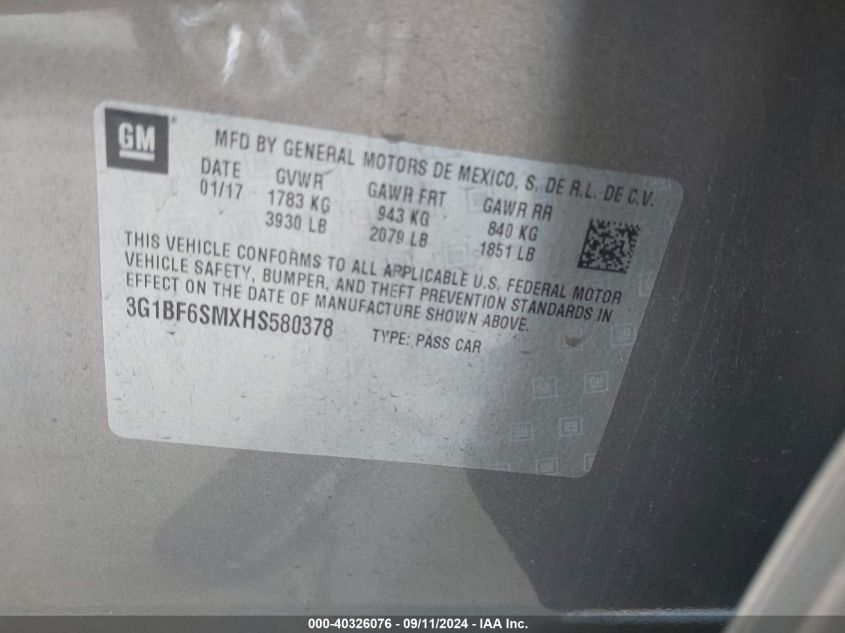 GM
MFD BY GENERAL MOTORS DE MEXICO, S. DE R.L. DE C.V.
DATE GVWR GAWR FRT GAWR RR
01/17 1783 KG 943 KG 840 KG
3930 LB 2079 LB 1851 LB
THIS VEHICLE CONFORMS TO ALL APPLICABLE U.S. FEDERAL MOTOR
VEHICLE SAFETY, BUMPER, AND THEFT PREVENTION STANDARDS IN
EFFECT ON THE DATE OF MANUFACTURE SHOWN ABOVE.
3G1BF6SMXHS580378 TYPE: PASS CAR
000-40326076 - 09/11/2024 - IAA, Inc.